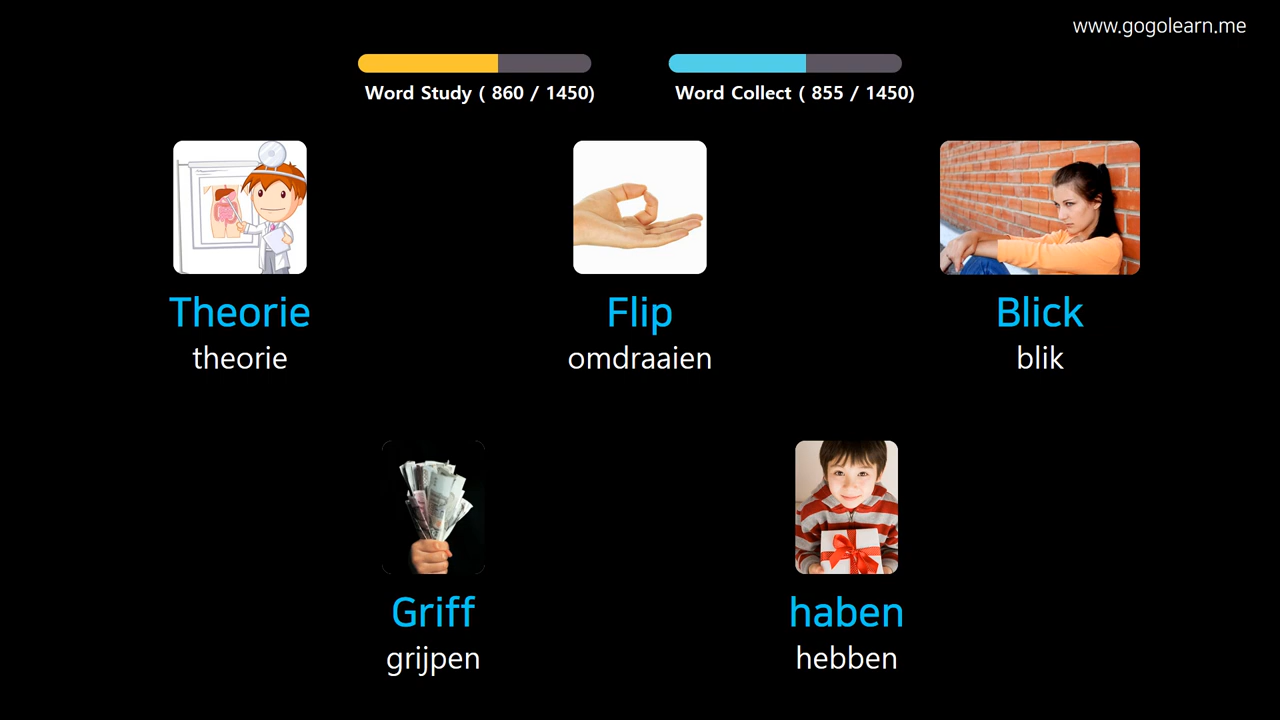 www.gogolearn.me
Word Study ( 860 / 1450)
Word Collect ( 855 / 1450)
Theorie
theorie
Flip
omdraaien
Blick
blik
Griff
grijpen
haben
hebben